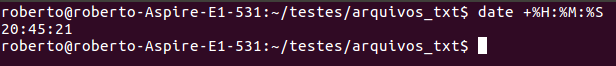 roberto@roberto-Aspire-E1-531:~/testes/arquivos_txt$ date +%H:%M:%S
20:45:21
roberto@roberto-Aspire-E1-531:~/testes/arquivos_txt$